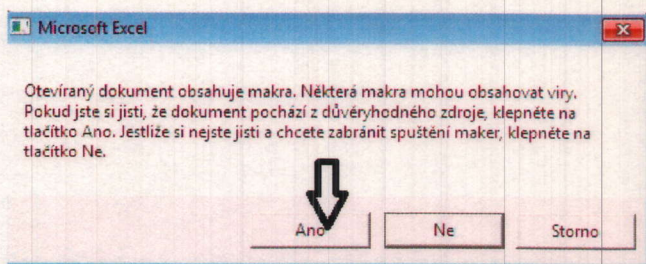 Microsoft Excel
Otevíraný dokument obsahuje makra. Některá makra mohou obsahovat viry.
Pokud jste si jisti, že dokument pochází z důvěryhodného zdroje, klepněte na
tlačítko Ano. Jestliže si nejste jisti a chcete zabránit spuštění maker, klepněte na
tlačítko Ne.
Ano Ne Storno